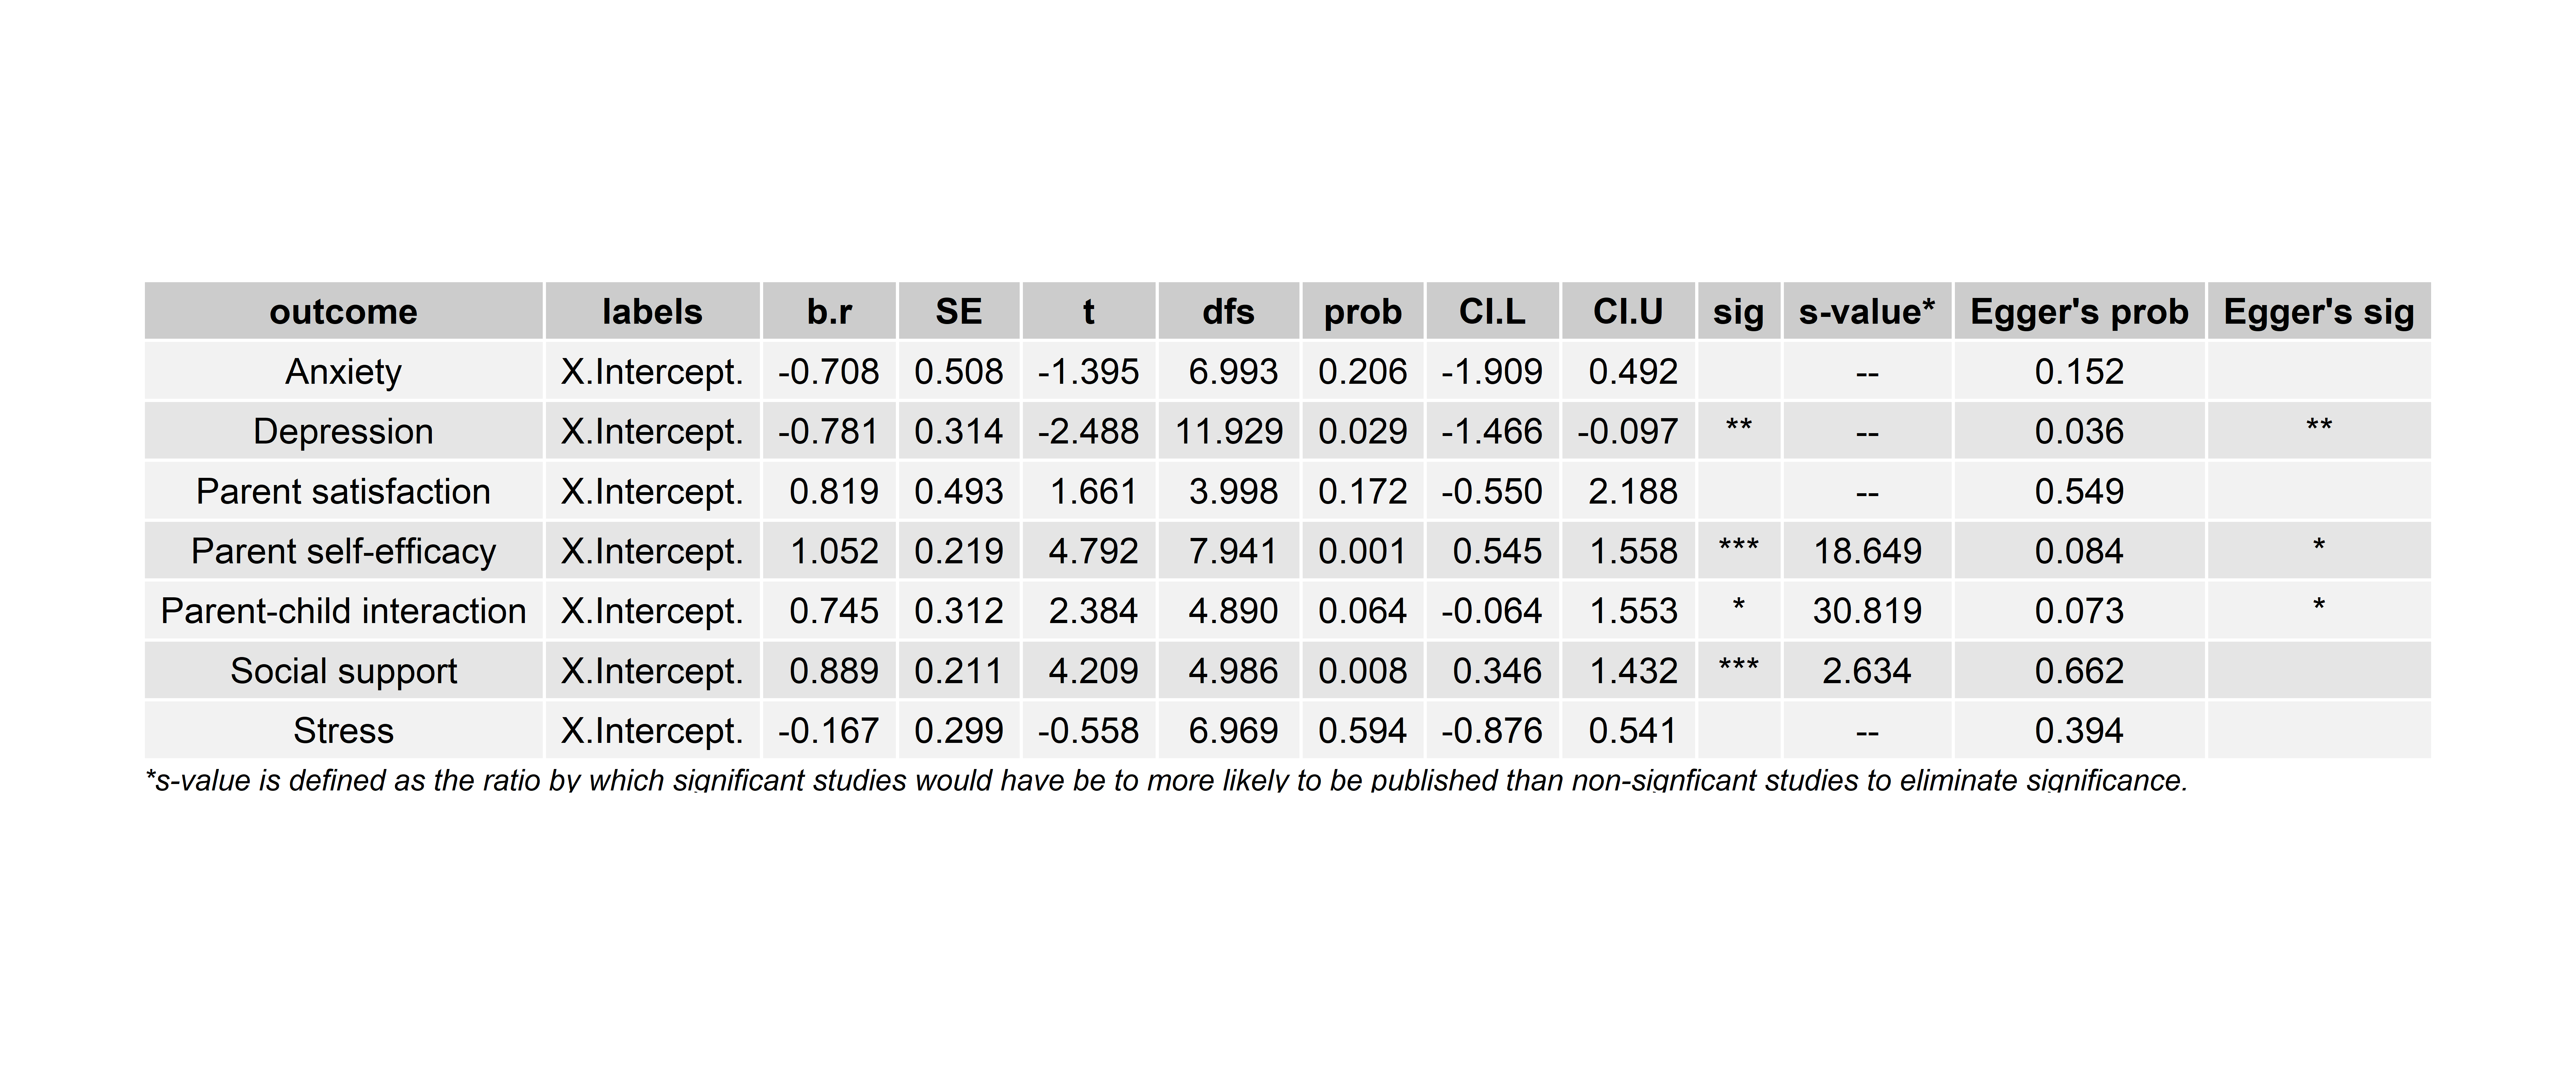 outcome labels b.r SE t dfs prob CI.L CI.U sig s-value* Egger's prob Egger's sig
Anxiety X.Intercept. -0.708 0.508 -1.395 6.993 0.206 -1.909 0.492 -- 0.152
Depression X.Intercept. -0.781 0.314 -2.488 11.929 0.029 -1.466 -0.097 ** -- 0.036 **
Parent satisfaction X.Intercept. 0.819 0.493 1.661 3.998 0.172 -0.550 2.188 -- 0.549
Parent self-efficacy X.Intercept. 1.052 0.219 4.792 7.941 0.001 0.545 1.558 *** 18.649 0.084 *
Parent-child interaction X.Intercept. 0.745 0.312 2.384 4.890 0.064 -0.064 1.553 * 30.819 0.073 *
Social support X.Intercept. 0.889 0.211 4.209 4.986 0.008 0.346 1.432 *** 2.634 0.662
Stress X.Intercept. -0.167 0.299 -0.558 6.969 0.594 -0.876 0.541 -- 0.394
*s-value is defined as the ratio by which significant studies would have be to more likely to be published than non-signficant studies to eliminate significance.